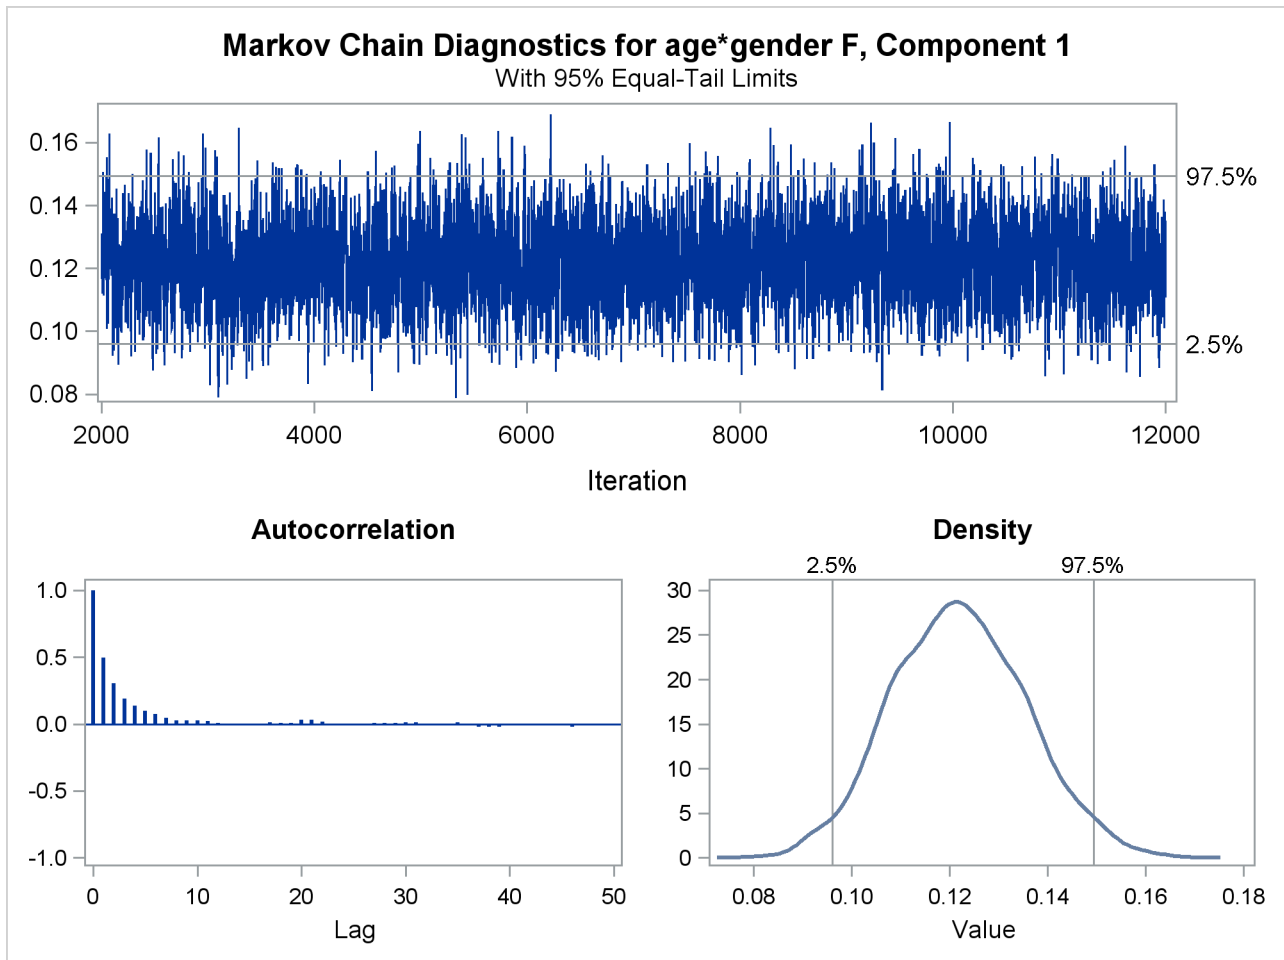 Markov Chain Diagnostics for age*gender F, Component 1
With 95% Equal-Tail Limits
0.16
0.14
0.12
0.10
0.08
97.5%
2.5%
2000 4000 6000 8000 10000 12000
Iteration
Autocorrelation
1.0
0.5
0.0
-0.5
-1.0
0 10 20 30 40 50
Lag
Density
2.5% 97.5%
30
25
20
15
10
5
0
0.08 0.10 0.12 0.14 0.16 0.18
Value